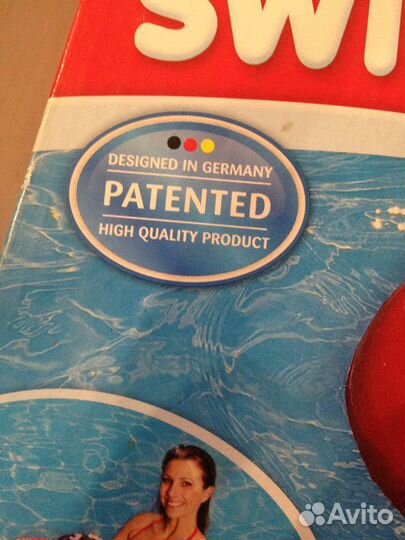 SWI
DESIGNED IN GERMANY
PATENTED
HIGH QUALITY PRODUCT
Avito